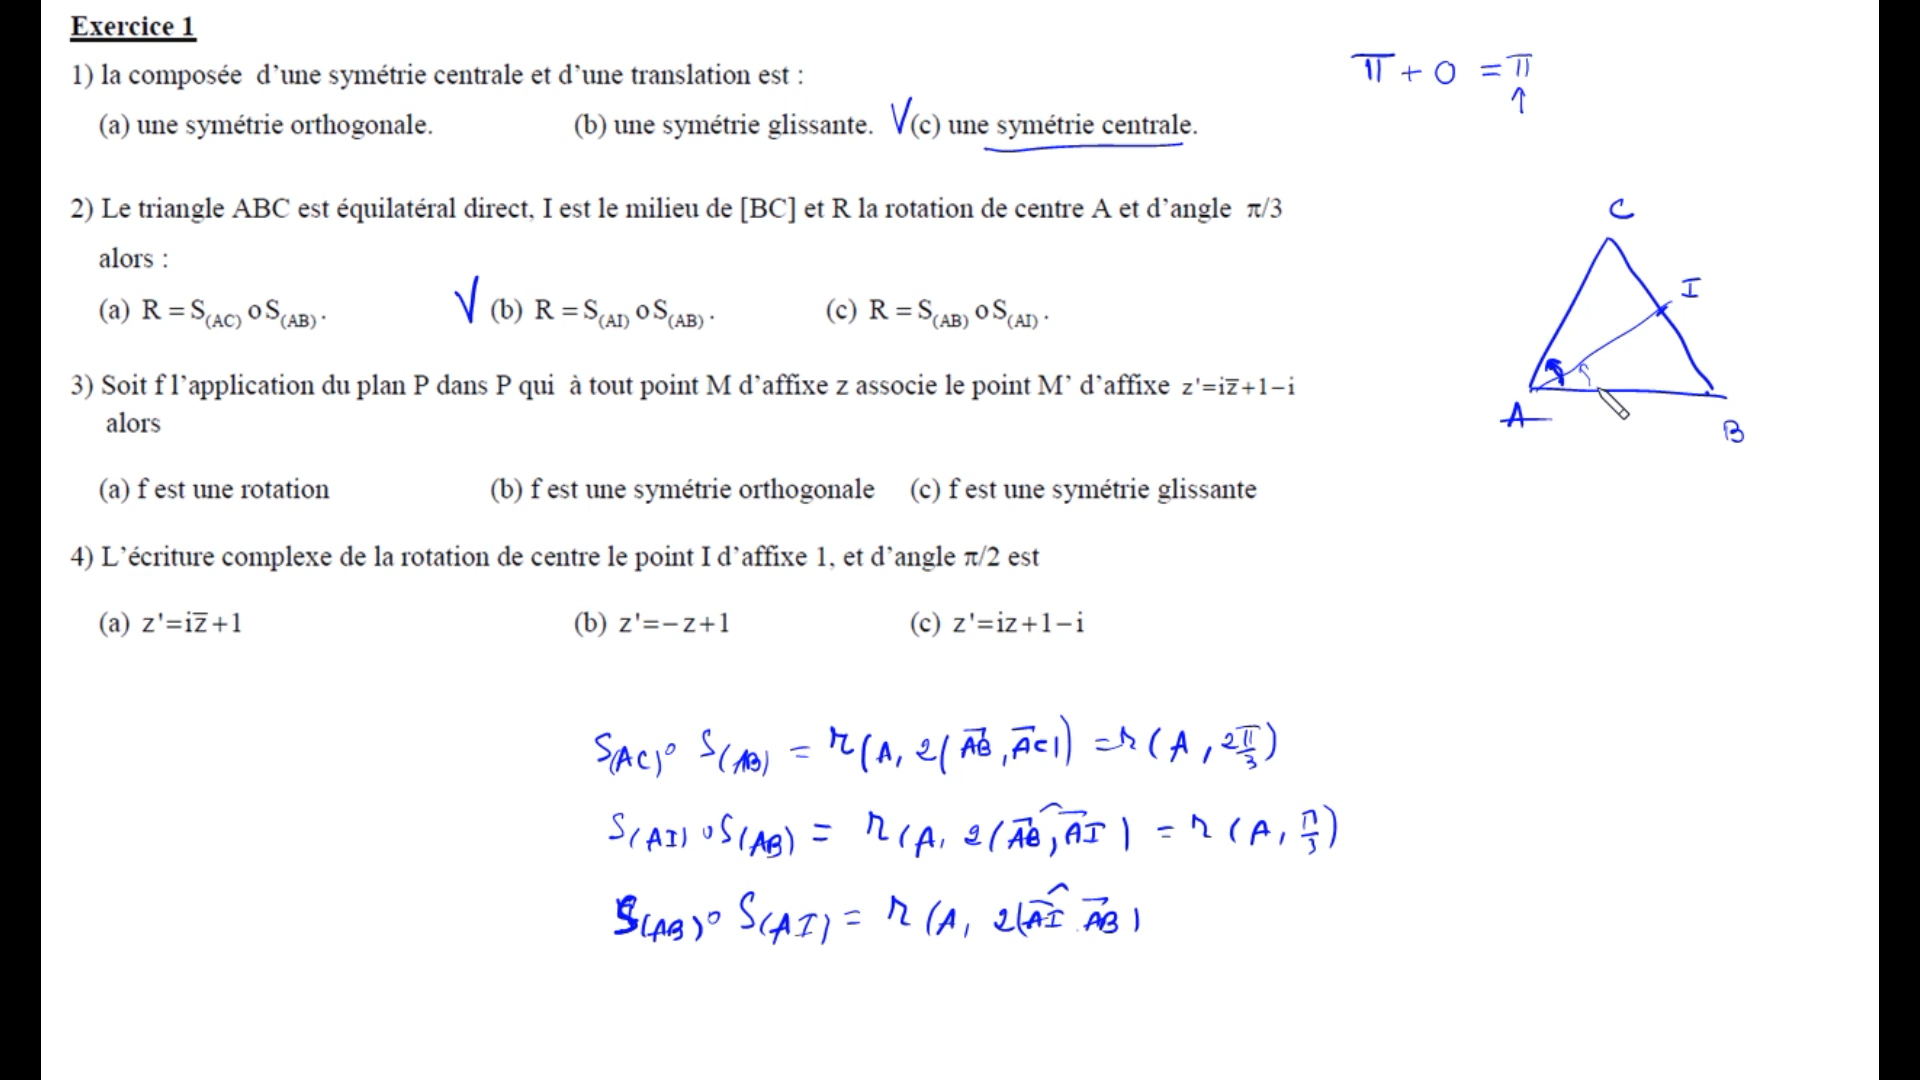 Exercice 1
1) la composée d'une symétrie centrale et d'une translation est :
(a) une symétrie orthogonale. (b) une symétrie glissante. √(c) une symétrie centrale.
π + 0 = π
↑
2) Le triangle ABC est équilatéral direct, I est le milieu de [BC] et R la rotation de centre A et d'angle π/3
alors :
(a) R = S(AC) o S(AB). √ (b) R = S(AI) o S(AB). (c) R = S(AB) o S(AI).
C
I
A
B
3) Soit f l'application du plan P dans P qui à tout point M d'affixe z associe le point M' d'affixe z'=iz̅+1−i
alors
(a) f est une rotation (b) f est une symétrie orthogonale (c) f est une symétrie glissante
4) L'écriture complexe de la rotation de centre le point I d'affixe 1, et d'angle π/2 est
(a) z'=iz̅+1 (b) z'=−z+1 (c) z'=iz+1−i
S(AC) o S(AB) = r(A, 2(AB, AC)) = r(A, 2π/3)
S(AI) o S(AB) = r(A, 2(AB, AI) = r(A, π/3)
S(AB) o S(AI) = r(A, 2(AI AB)